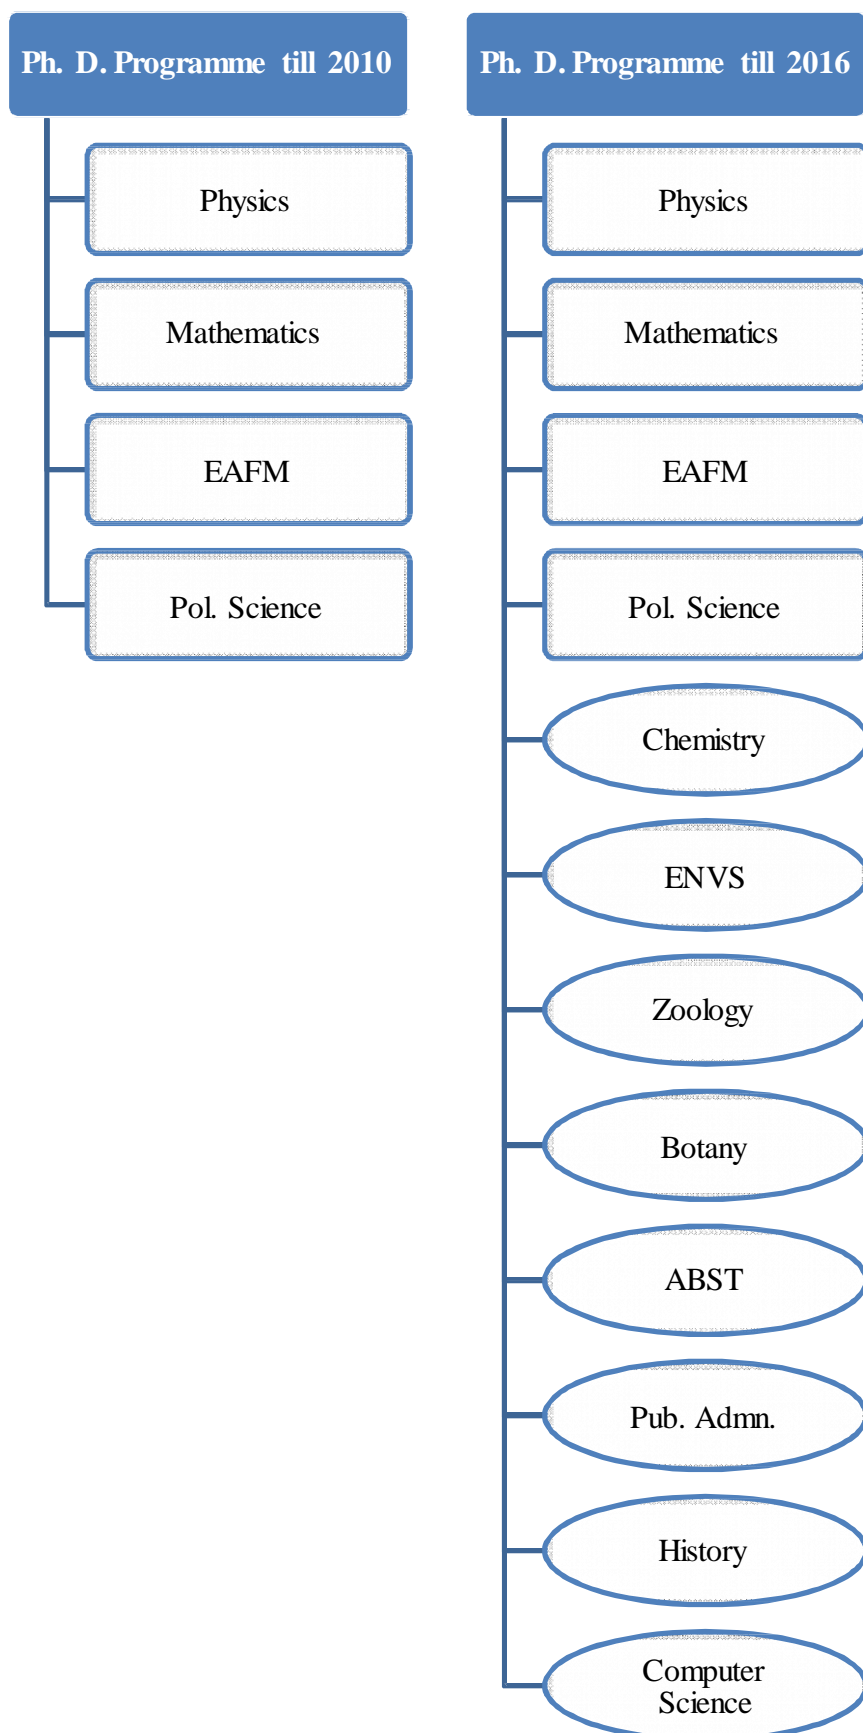 Ph. D. Programme till 2010
Physics
Mathematics
EAFM
Pol. Science
Ph. D. Programme till 2016
Physics
Mathematics
EAFM
Pol. Science
Chemistry
ENVS
Zoology
Botany
ABST
Pub. Admn.
History
Computer
Science